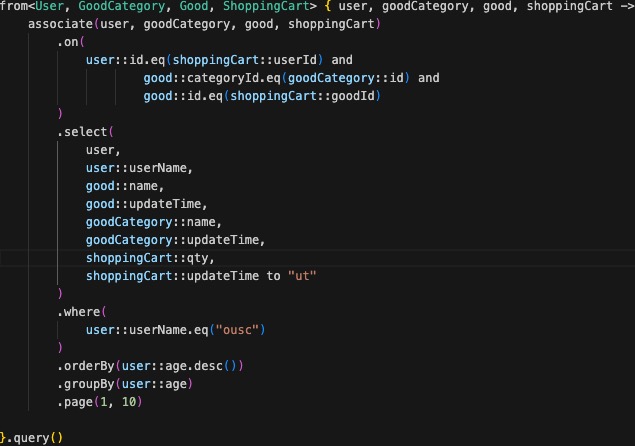 from<User, GoodCategory, Good, ShoppingCart> { user, goodCategory, good, shoppingCart ->
    associate(user, goodCategory, good, shoppingCart)
        .on(
            user::id.eq(shoppingCart::userId) and
                    good::categoryId.eq(goodCategory::id) and
                    good::id.eq(shoppingCart::goodId)
        )
        .select(
            user,
            user::userName,
            good::name,
            good::updateTime,
            goodCategory::name,
            goodCategory::updateTime,
            shoppingCart::qty,
            shoppingCart::updateTime to "ut"
        )
        .where(
            user::userName.eq("ousc")
        )
        .orderBy(user::age.desc())
        .groupBy(user::age)
        .page(1, 10)
}.query()